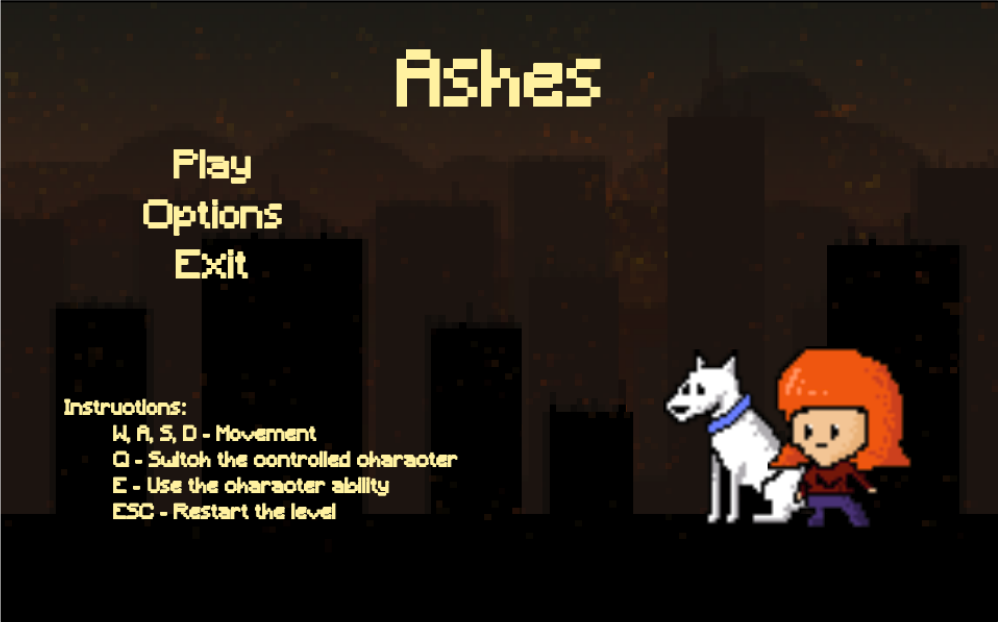 Ashes
Play
Options
Exit
Instructions:
W, A, S, D - Movement
Q - Switch the controlled character
E - Use the character ability
ESC - Restart the level